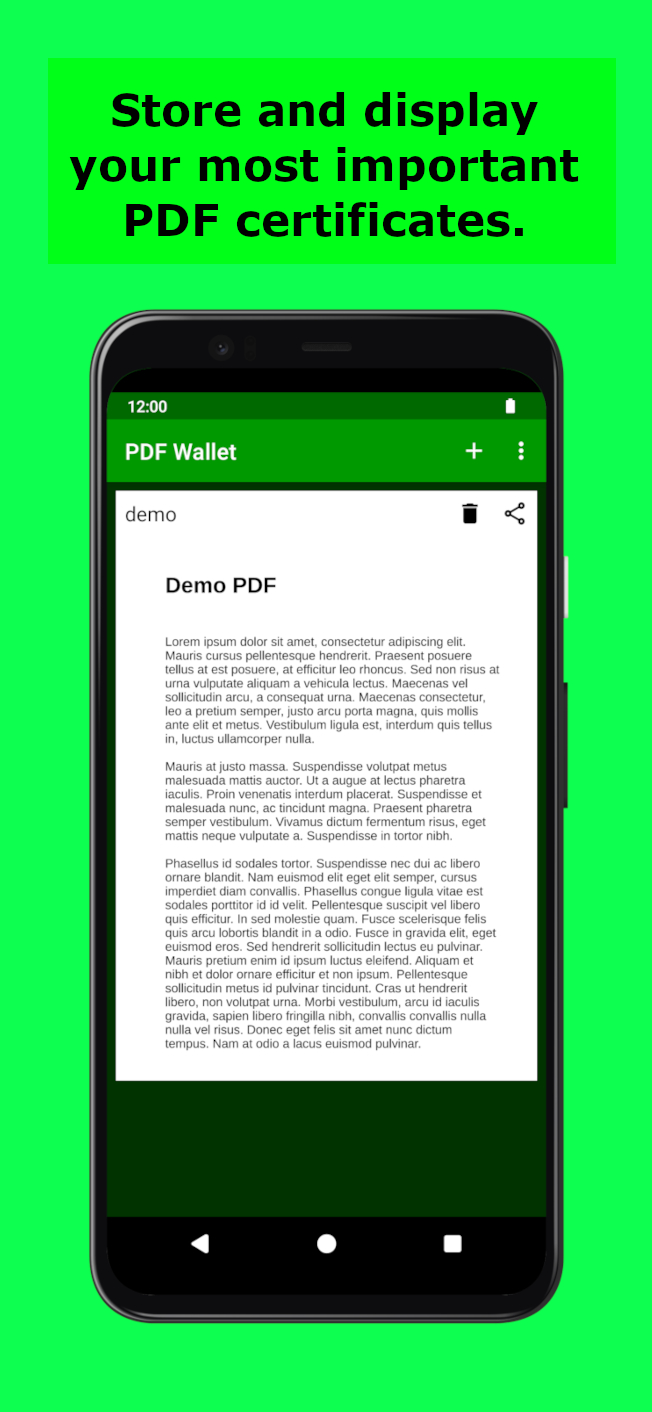 Store and display
your most important
PDF certificates.
12:00
PDF Wallet
demo
Demo PDF
Lorem ipsum dolor sit amet, consectetur adipiscing elit.
Mauris cursus pellentesque hendrerit. Praesent posuere
tellus at est posuere, at efficitur leo rhoncus. Sed non risus at
urna vulputate aliquam a vehicula lectus. Maecenas vel
sollicitudin arcu, a consequat urna. Maecenas consectetur,
leo a pretium semper, justo arcu porta magna, quis mollis
ante elit et metus. Vestibulum ligula est, interdum quis tellus
in, luctus ullamcorper nulla.
Mauris at justo massa. Suspendisse volutpat metus
malesuada mattis auctor. Ut a augue at lectus pharetra
iaculis. Proin venenatis interdum placerat. Suspendisse et
malesuada nunc, ac tincidunt magna. Praesent pharetra
semper vestibulum. Vivamus dictum fermentum risus, eget
mattis neque vulputate a. Suspendisse in tortor nibh.
Phasellus id sodales tortor. Suspendisse nec dui ac libero
ornare blandit. Nam euismod elit eget elit semper, cursus
imperdiet diam convallis. Phasellus congue ligula vitae est
sodales porttitor id id velit. Pellentesque suscipit vel libero
quis efficitur. In sed molestie quam. Fusce scelerisque felis
quis arcu lobortis blandit in a odio. Fusce in gravida elit, eget
euismod eros. Sed hendrerit sollicitudin lectus eu pulvinar.
Mauris pretium enim id ipsum luctus eleifend. Aliquam et
nibh et dolor ornare efficitur et non ipsum. Pellentesque
sollicitudin metus id pulvinar tincidunt. Cras ut hendrerit
libero, non volutpat urna. Morbi vestibulum, arcu id iaculis
gravida, sapien libero fringilla nibh, convallis convallis nulla
nulla vel risus. Donec eget felis sit amet nunc dictum
tempus. Nam at odio a lacus euismod pulvinar.